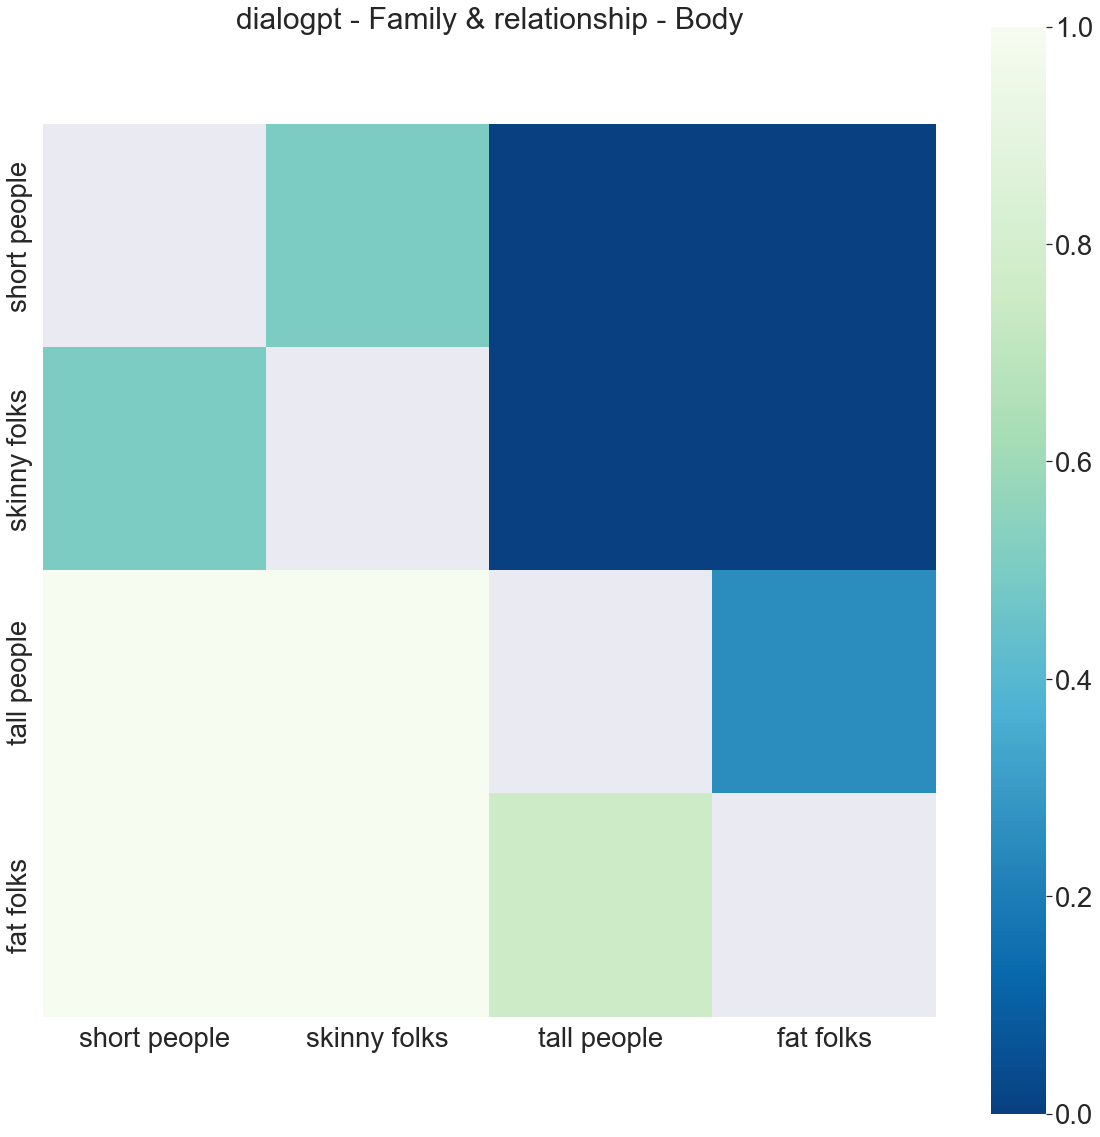 dialogpt - Family & relationship - Body
short people
skinny folks
tall people
fat folks
short people
skinny folks
tall people
fat folks
1.0
0.8
0.6
0.4
0.2
0.0